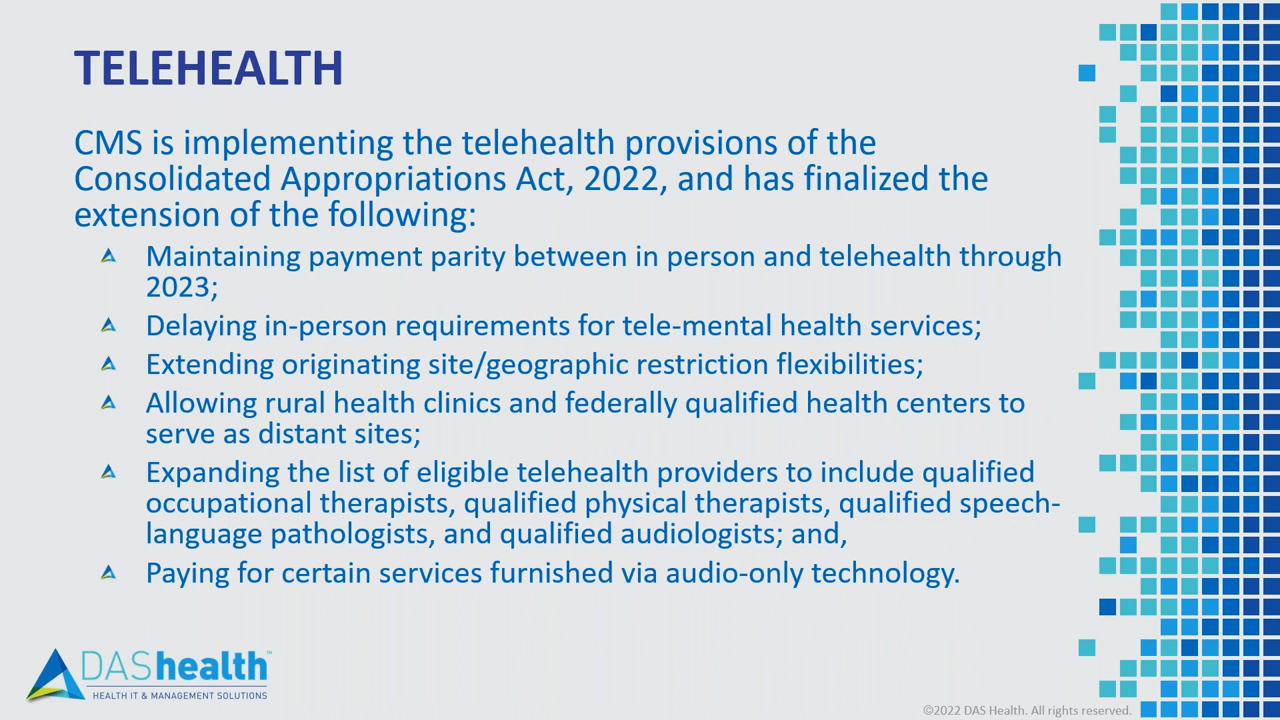 TELEHEALTH
CMS is implementing the telehealth provisions of the
Consolidated Appropriations Act, 2022, and has finalized the
extension of the following:
Maintaining payment parity between in person and telehealth through
2023;
Delaying in-person requirements for tele-mental health services;
Extending originating site/geographic restriction flexibilities;
Allowing rural health clinics and federally qualified health centers to
serve as distant sites;
Expanding the list of eligible telehealth providers to include qualified
occupational therapists, qualified physical therapists, qualified speech-
language pathologists, and qualified audiologists; and,
Paying for certain services furnished via audio-only technology.
DAShealth™
HEALTH IT & MANAGEMENT SOLUTIONS
©2022 DAS Health. All rights reserved.